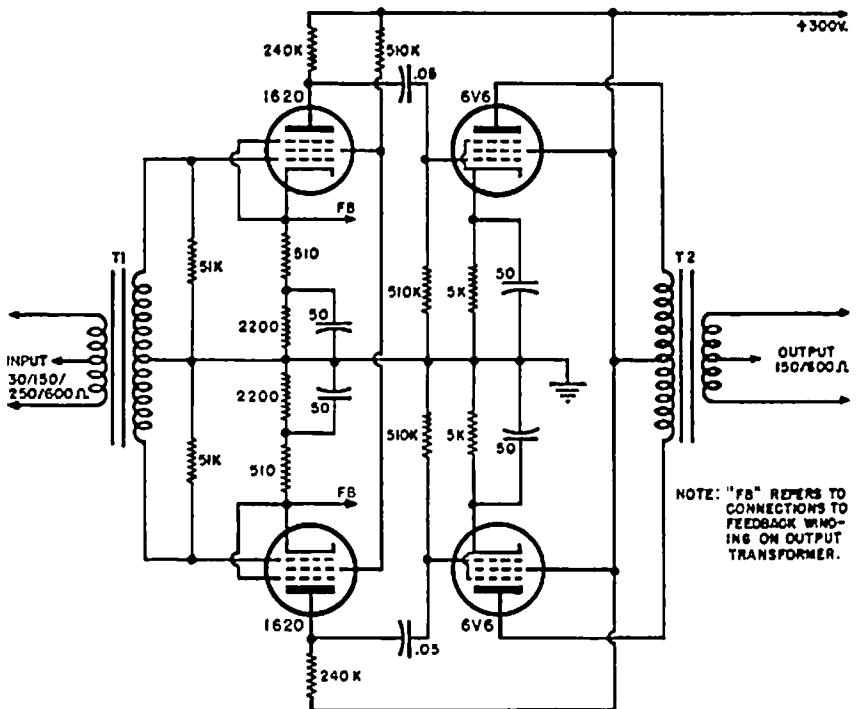 +300V.
240K
510K
.05
1620
6V6
FB
T1
51K
510
T2
50
510K
5K
50
2200
INPUT
30/150/
250/600Ω
OUTPUT
150/600Ω
2200
50
51K
510K
5K
50
510
FB
NOTE: "FB" REFERS TO
CONNECTIONS TO
FEEDBACK WIND-
ING ON OUTPUT
TRANSFORMER.
1620
6V6
.05
240K